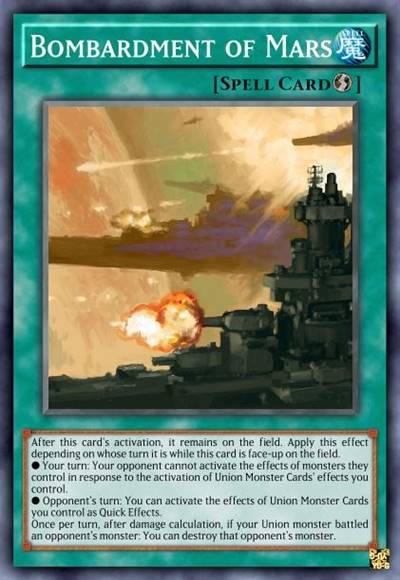 BOMBARDMENT OF MARS
SPELL
魔
[SPELL CARD]
After this card's activation, it remains on the field. Apply this effect
depending on whose turn it is while this card is face-up on the field.
● Your turn: Your opponent cannot activate the effects of monsters they
control in response to the activation of Union Monster Cards' effects you
control.
● Opponent's turn: You can activate the effects of Union Monster Cards
you control as Quick Effects.
Once per turn, after damage calculation, if your Union monster battled
an opponent's monster: You can destroy that opponent's monster.